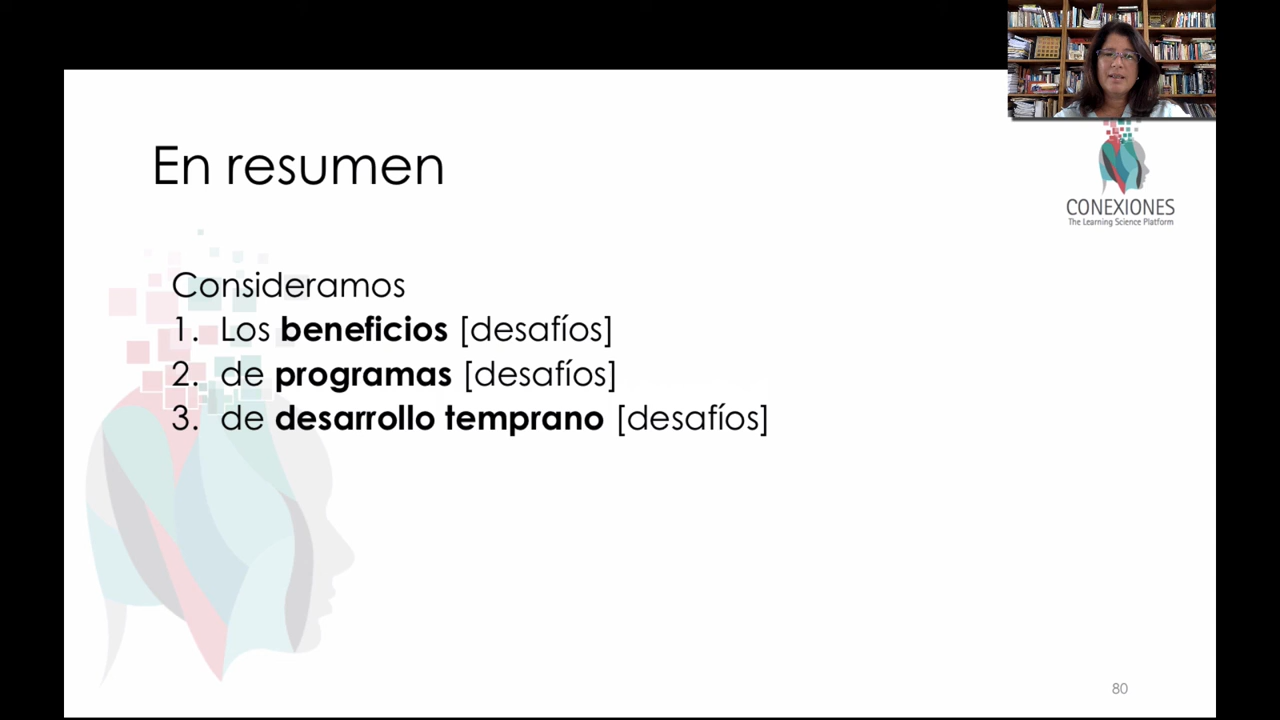 En resumen
CONEXIONES
The Learning Science Platform
Consideramos
1. Los beneficios [desafíos]
2. de programas [desafíos]
3. de desarrollo temprano [desafíos]
80